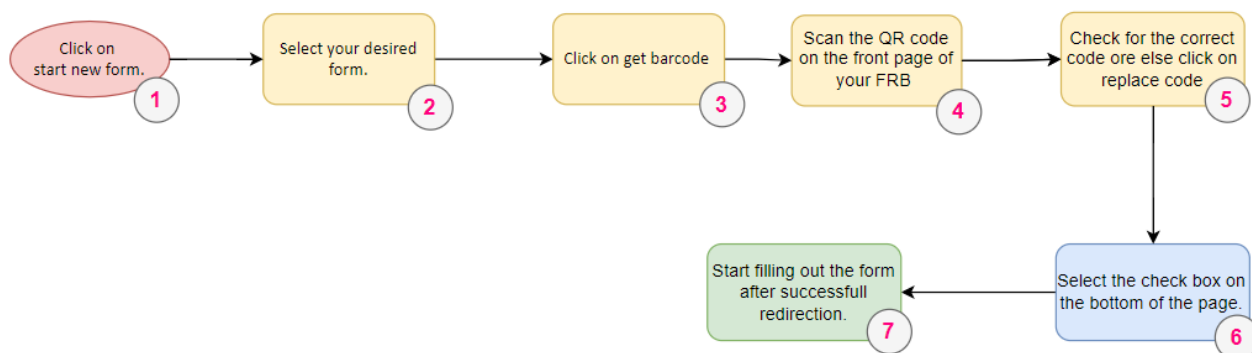 Click on
start new form.
1
Select your desired
form.
2
Click on get barcode
3
Scan the QR code
on the front page of
your FRB
4
Check for the correct
code ore else click on
replace code
5
Select the check box on
the bottom of the page.
6
Start filling out the form
after successfull
redirection.
7